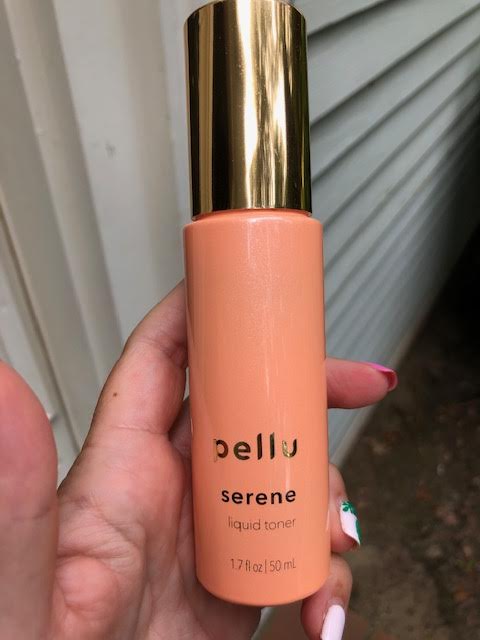 pellu
serene
liquid toner
1.7 fl oz | 50 mL